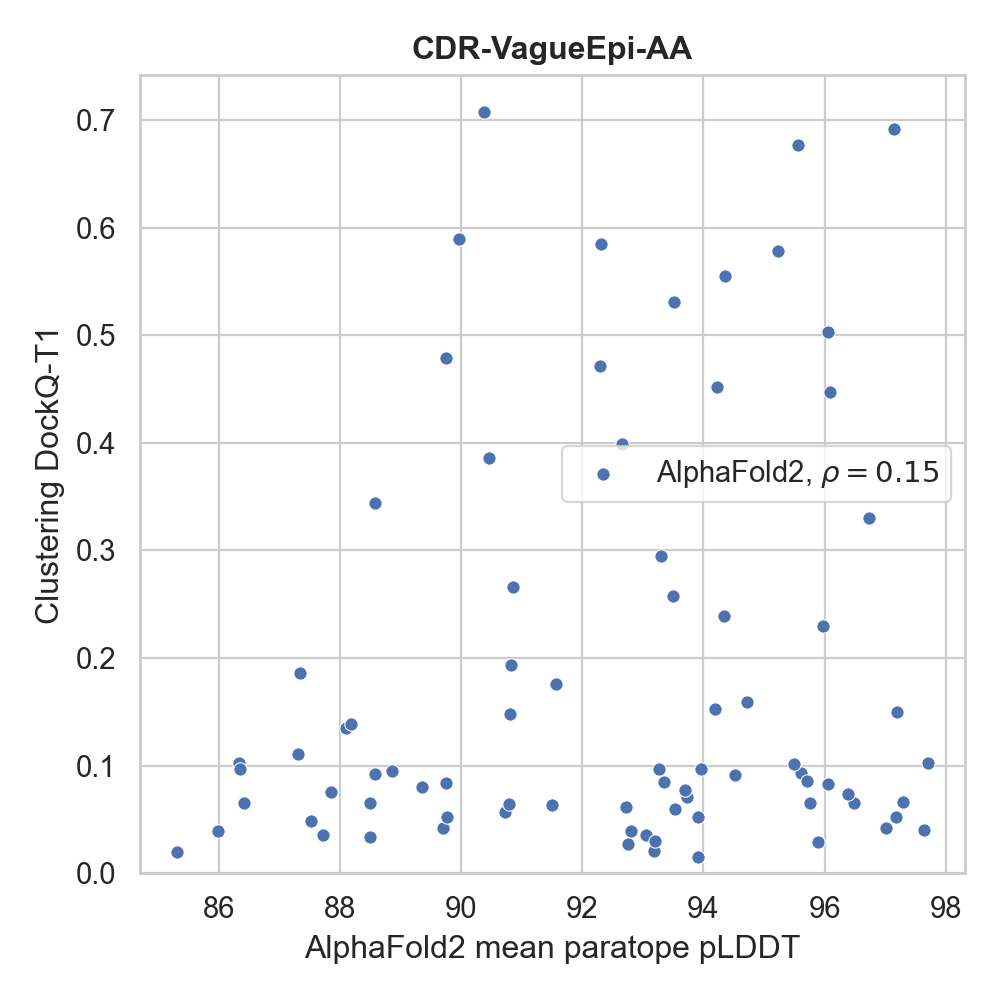 CDR-VagueEpi-AA
Clustering DockQ-T1
0.7
0.6
0.5
0.4
0.3
0.2
0.1
0.0
AlphaFold2, ρ = 0.15
86 88 90 92 94 96 98
AlphaFold2 mean paratope pLDDT